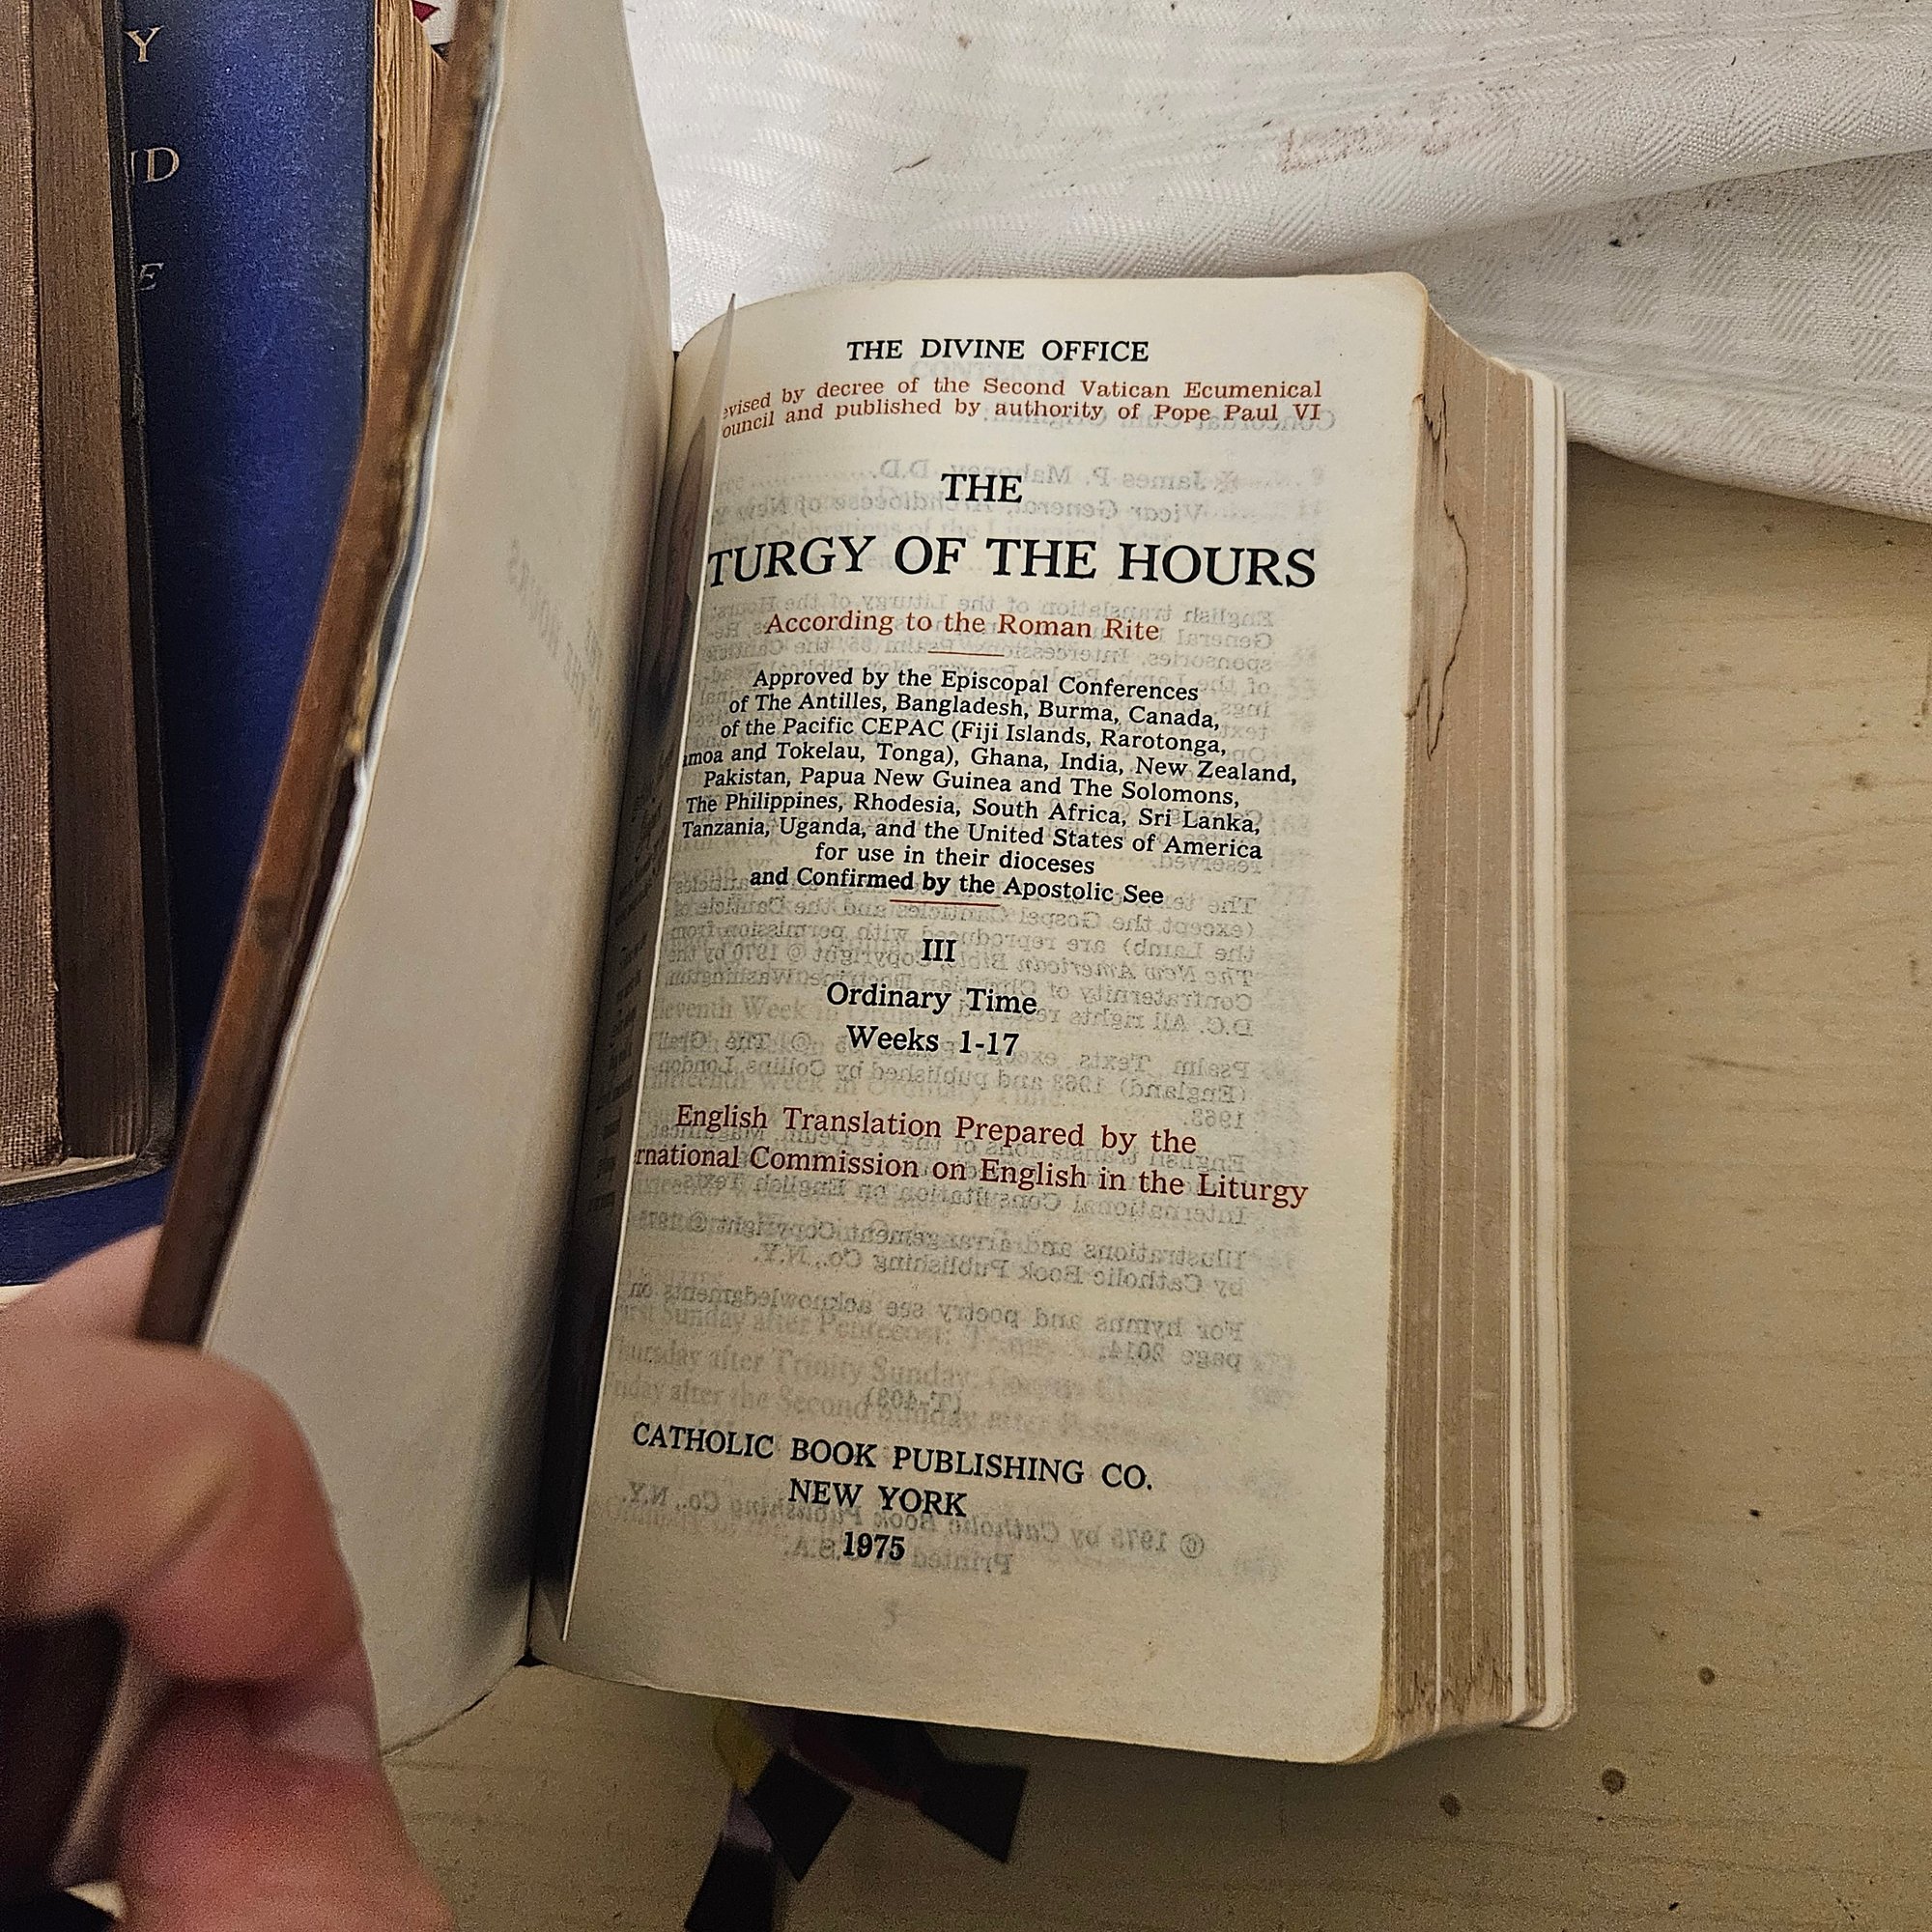 Y
ND
E
THE DIVINE OFFICE
evised by decree of the Second Vatican Ecumenical
ouncil and published by authority of Pope Paul VI
THE
TURGY OF THE HOURS
According to the Roman Rite
Approved by the Episcopal Conferences
of The Antilles, Bangladesh, Burma, Canada,
of the Pacific CEPAC (Fiji Islands, Rarotonga,
amoa and Tokelau, Tonga), Ghana, India, New Zealand,
Pakistan, Papua New Guinea and The Solomons,
The Philippines, Rhodesia, South Africa, Sri Lanka,
Tanzania, Uganda, and the United States of America
for use in their dioceses
and Confirmed by the Apostolic See
III
Ordinary Time
Weeks 1-17
English Translation Prepared by the
rnational Commission on English in the Liturgy
CATHOLIC BOOK PUBLISHING CO.
NEW YORK
1975
5